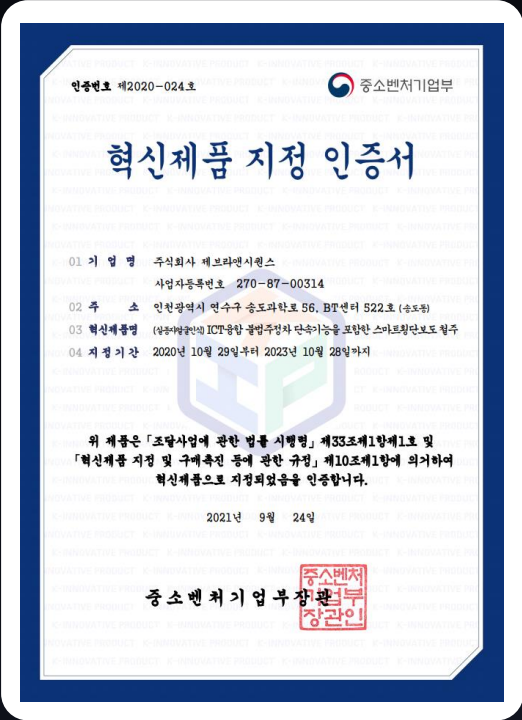 인증번호 제2020-024호
중소벤처기업부
혁신제품 지정 인증서
01 기 업 명 주식회사 제브라앤시퀀스
사업자등록번호 270-87-00314
02 주 소 인천광역시 연수구 송도과학로 56, BT센터 522호 (송도동)
03 혁신제품명 ICT융합 불법주정차 단속기능을 포함한 스마트횡단보도 철주
04 지정기간 2020년 10월 29일부터 2023년 10월 28일까지
위 제품은 「조달사업에 관한 법률 시행령」 제33조제1항제1호 및
「혁신제품 지정 및 구매촉진 등에 관한 규정」 제10조제1항에 의거하여
혁신제품으로 지정되었음을 인증합니다.
2021년 9월 24일
중소벤처기업부장관
중소벤처
기업부
장관인